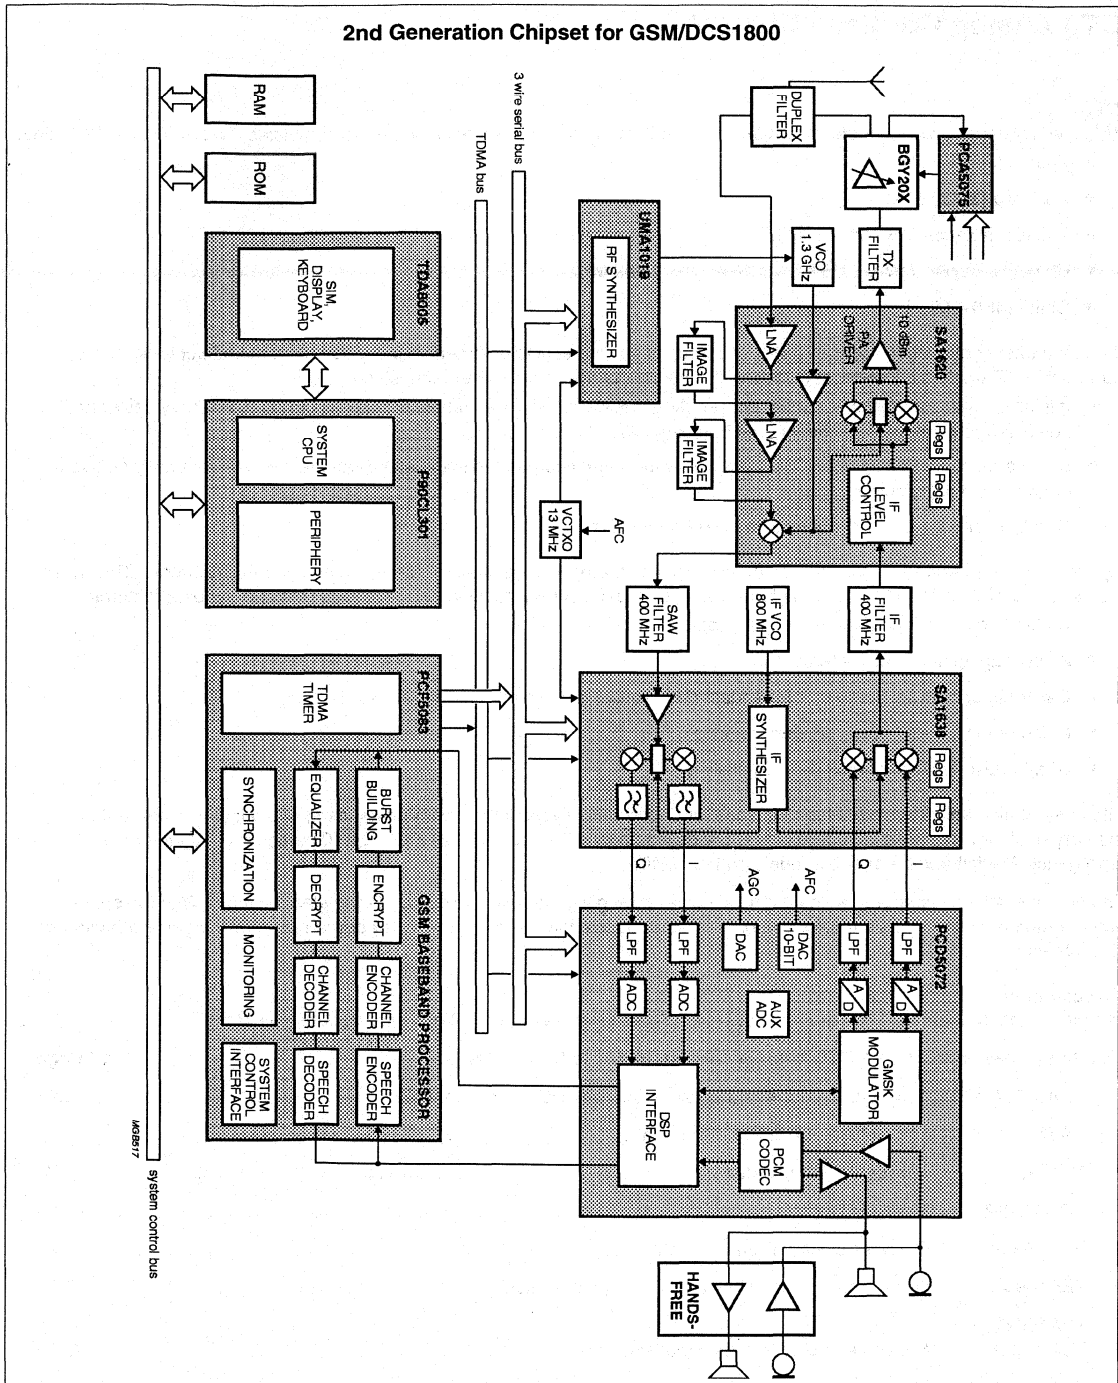 2nd Generation Chipset for GSM/DCS1800
DUPLEX
FILTER
BGY20X
PCA5075
VCO
1.3 GHz
TX
FILTER
SA1620
10 dBm
PA
DRIVER
LNA
IMAGE
FILTER
LNA
IMAGE
FILTER
Regs
Regs
IF
LEVEL
CONTROL
UMA1019
RF SYNTHESIZER
3 wire serial bus
TDMA bus
RAM
ROM
TDA8005
SIM,
DISPLAY,
KEYBOARD
P90CL301
SYSTEM
CPU
PERIPHERY
VCTXO
13 MHz
AFC
SAW
FILTER
400 MHz
IF VCO
800 MHz
IF
FILTER
400 MHz
SA1638
IF
SYNTHESIZER
Regs
Regs
Q
I
Q
I
AGC
AFC
PCD5072
LPF
LPF
DAC
DAC
10-BIT
LPF
LPF
ADC
ADC
AUX
ADC
A
D
A
D
GMSK
MODULATOR
DSP
INTERFACE
PCM
CODEC
HANDS-
FREE
PCF5083
GSM BASEBAND PROCESSOR
TDMA
TIMER
BURST
BUILDING
ENCRYPT
CHANNEL
ENCODER
SPEECH
ENCODER
EQUALIZER
DECRYPT
CHANNEL
DECODER
SPEECH
DECODER
SYNCHRONIZATION
MONITORING
SYSTEM
CONTROL
INTERFACE
MGB517
system control bus